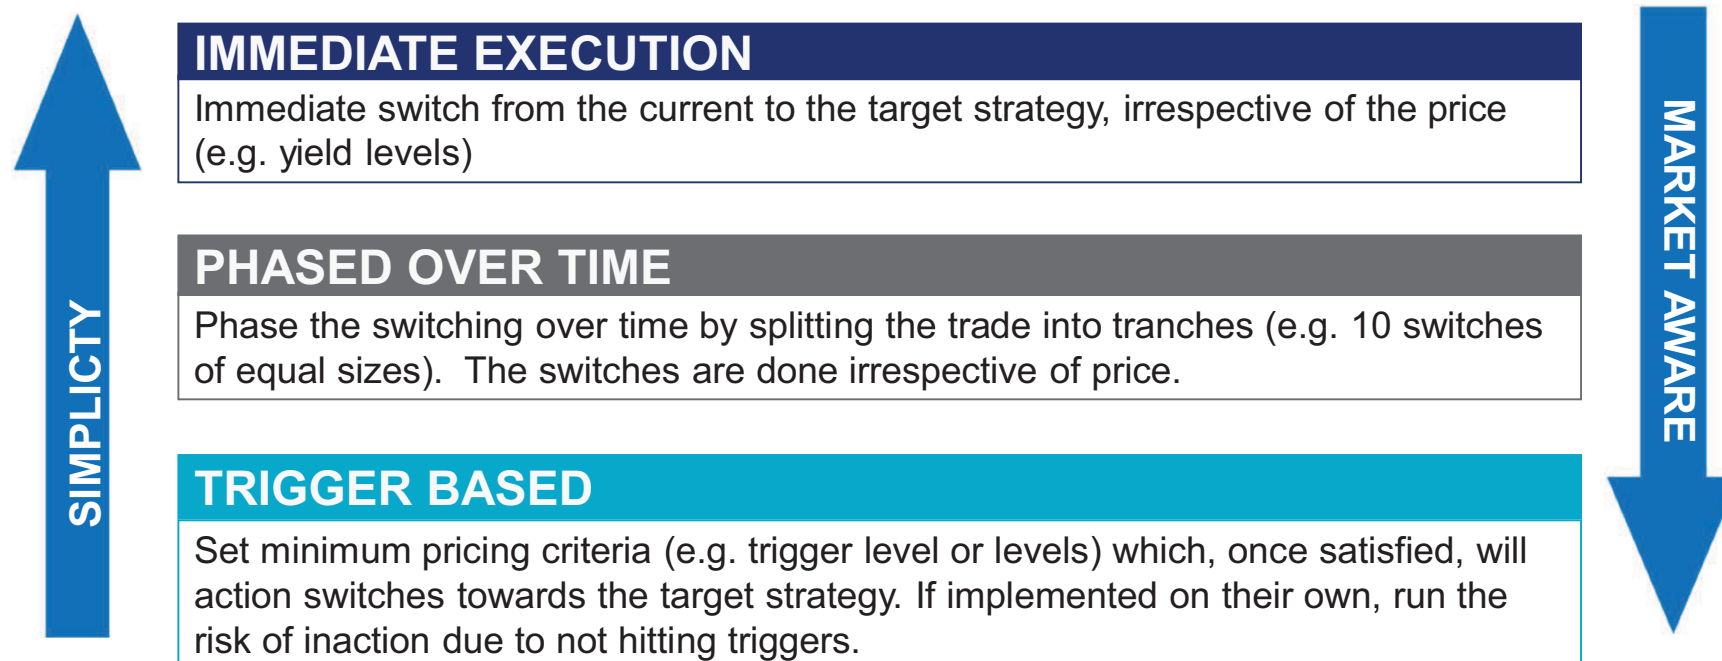 IMMEDIATE EXECUTION
Immediate switch from the current to the target strategy, irrespective of the price
(e.g. yield levels)
PHASED OVER TIME
Phase the switching over time by splitting the trade into tranches (e.g. 10 switches
of equal sizes).  The switches are done irrespective of price.
TRIGGER BASED
Set minimum pricing criteria (e.g. trigger level or levels) which, once satisfied, will
action switches towards the target strategy. If implemented on their own, run the
risk of inaction due to not hitting triggers.
SIMPLICTY
MARKET AWARE